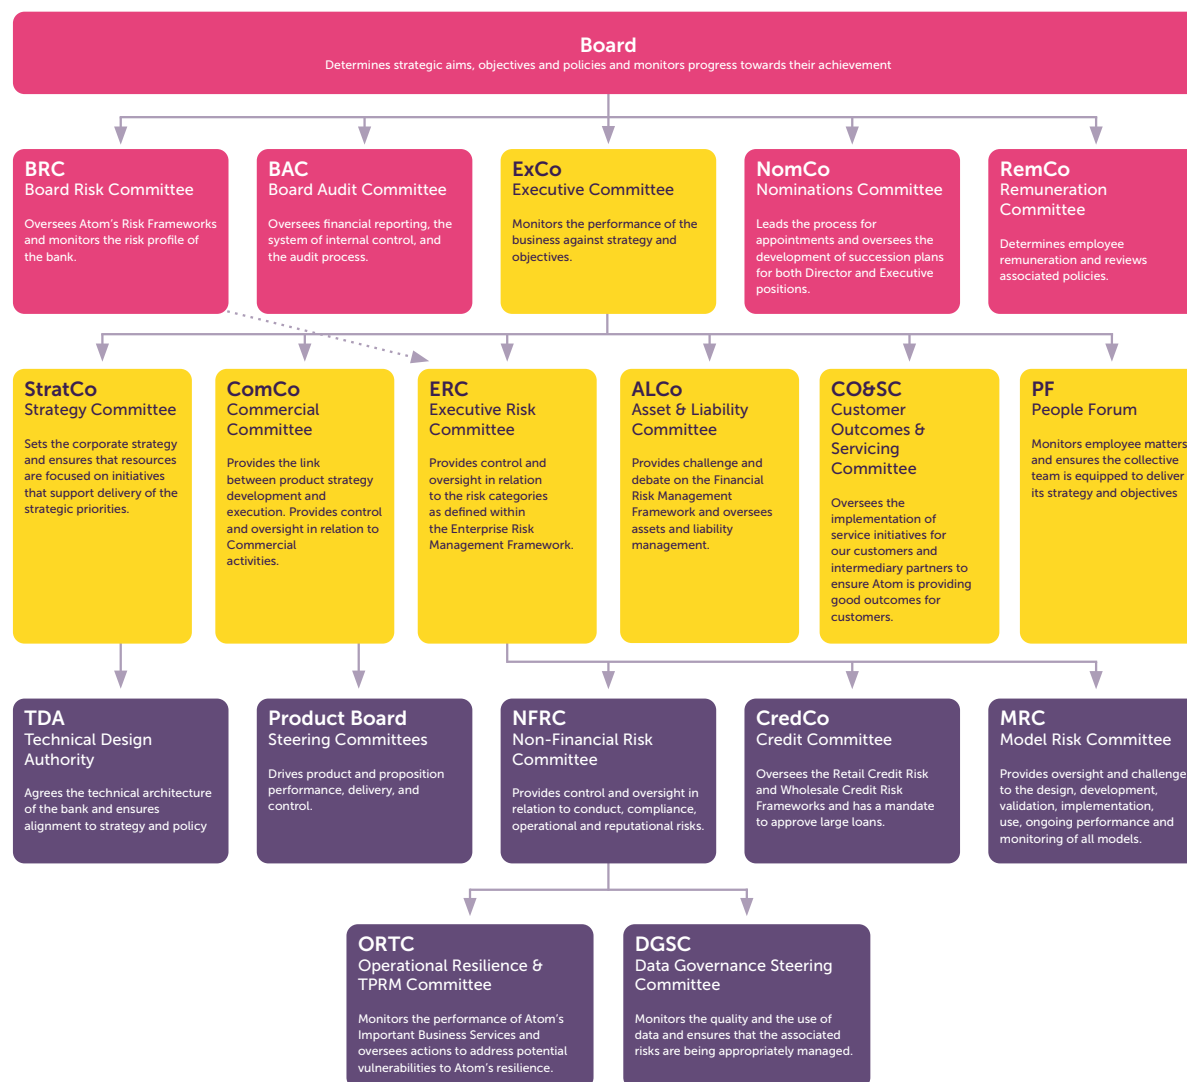 Board
Determines strategic aims, objectives and policies and monitors progress towards their achievement
BRC
Board Risk Committee
Oversees Atom's Risk Frameworks
and monitors the risk profile of
the bank.
BAC
Board Audit Committee
Oversees financial reporting, the
system of internal control, and
the audit process.
ExCo
Executive Committee
Monitors the performance of the
business against strategy and
objectives.
NomCo
Nominations Committee
Leads the process for
appointments and oversees the
development of succession plans
for both Director and Executive
positions.
RemCo
Remuneration
Committee
Determines employee
remuneration and reviews
associated policies.
StratCo
Strategy Committee
Sets the corporate strategy
and ensures that resources
are focused on initiatives
that support delivery of the
strategic priorities.
ComCo
Commercial
Committee
Provides the link
between product strategy
development and
execution. Provides control
and oversight in relation to
Commercial
activities.
ERC
Executive Risk
Committee
Provides control and
oversight in relation
to the risk categories
as defined within
the Enterprise Risk
Management Framework.
ALCo
Asset & Liability
Committee
Provides challenge and
debate on the Financial
Risk Management
Framework and oversees
assets and liability
management.
CO&SC
Customer
Outcomes &
Servicing
Committee
Oversees the
implementation of
service initiatives for
our customers and
intermediary partners to
ensure Atom is providing
good outcomes for
customers.
PF
People Forum
Monitors employee matters
and ensures the collective
team is equipped to deliver
its strategy and objectives
TDA
Technical Design
Authority
Agrees the technical architecture
of the bank and ensures
alignment to strategy and policy
Product Board
Steering Committees
Drives product and proposition
performance, delivery, and
control.
NFRC
Non-Financial Risk
Committee
Provides control and oversight in
relation to conduct, compliance,
operational and reputational risks.
CredCo
Credit Committee
Oversees the Retail Credit Risk
and Wholesale Credit Risk
Frameworks and has a mandate
to approve large loans.
MRC
Model Risk Committee
Provides oversight and challenge
to the design, development,
validation, implementation,
use, ongoing performance and
monitoring of all models.
ORTC
Operational Resilience &
TPRM Committee
Monitors the performance of Atom's
Important Business Services and
oversees actions to address potential
vulnerabilities to Atom's resilience.
DGSC
Data Governance Steering
Committee
Monitors the quality and the use of
data and ensures that the associated
risks are being appropriately managed.